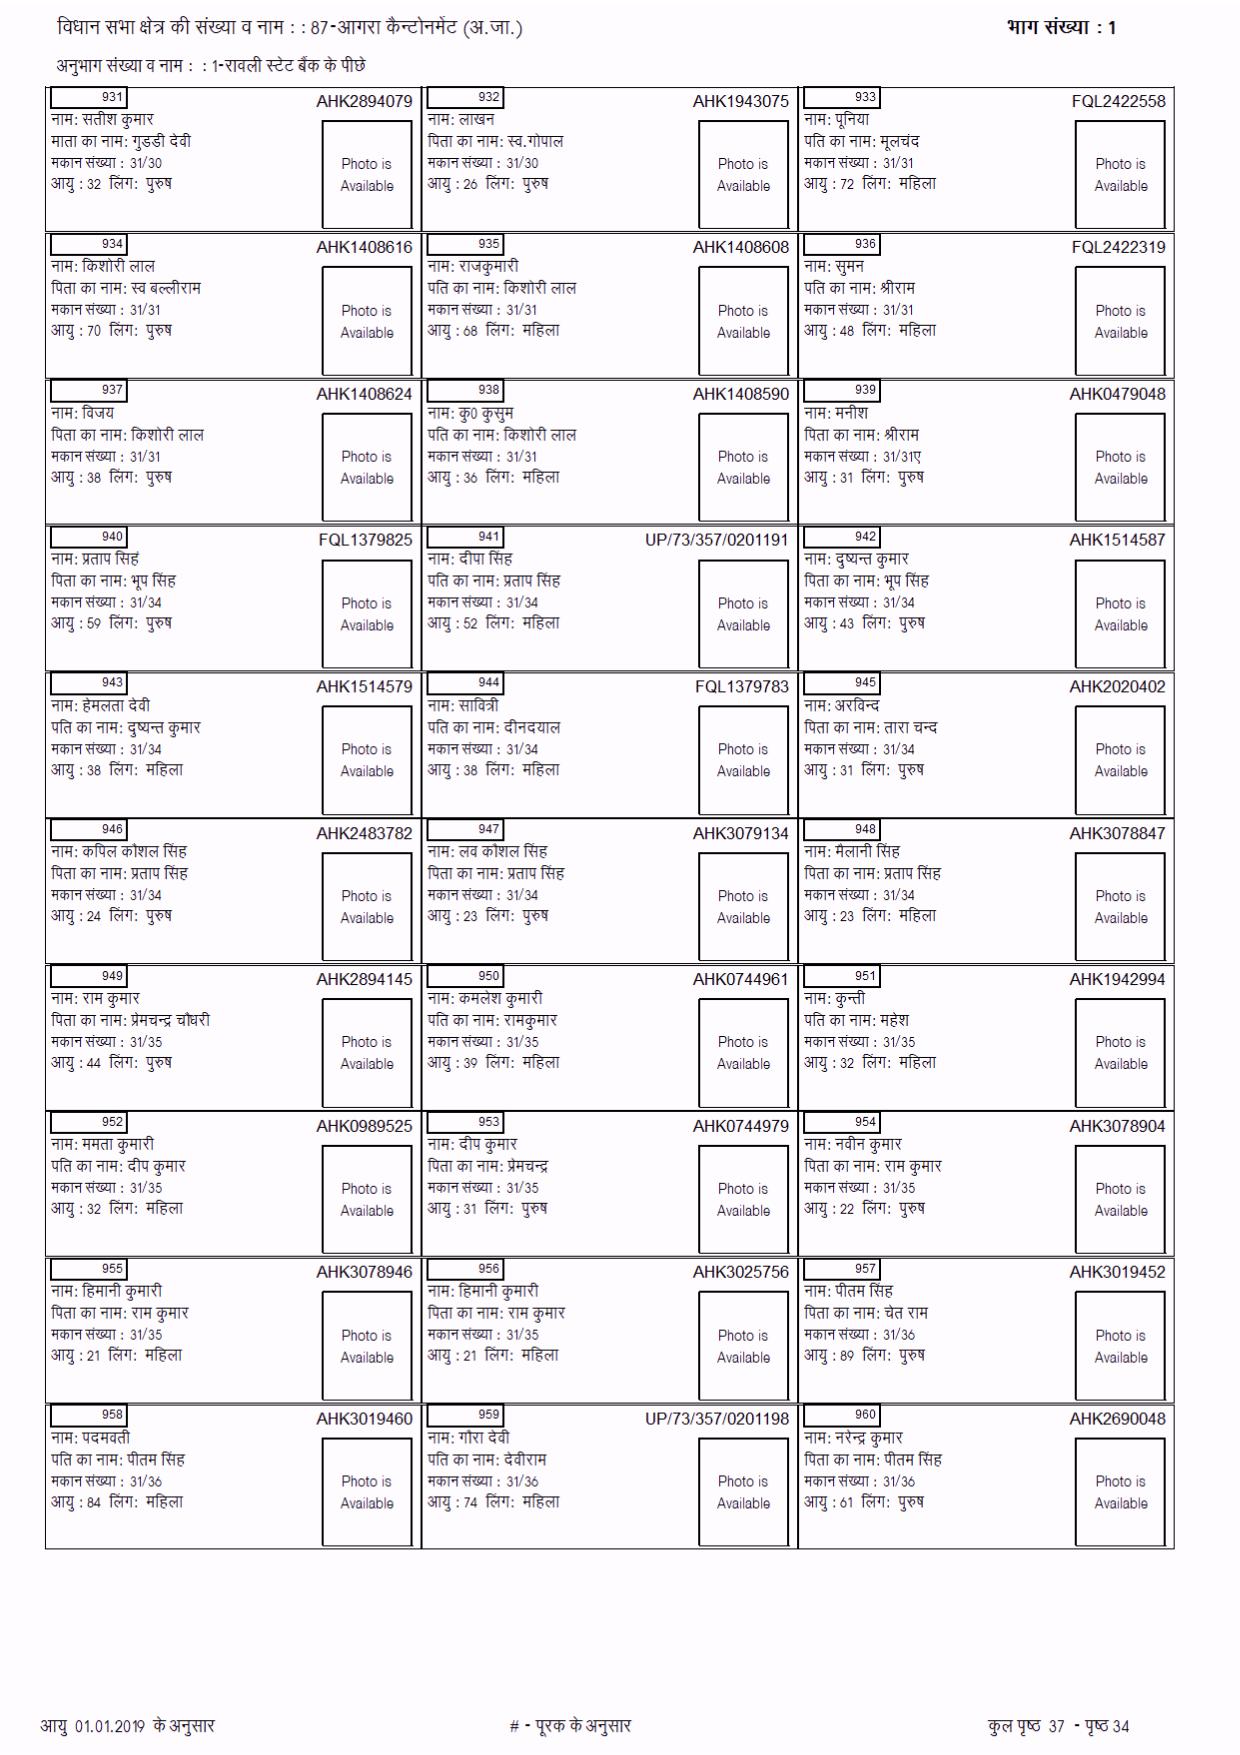 विधान सभा क्षेत्र की संख्या व नाम : : 87-आगरा कैन्टोनमेंट (अ.जा.)
भाग संख्या : 1
अनुभाग संख्या व नाम : : 1-रावली स्टेट बैंक के पीछे
931
AHK2894079
नाम: सतीश कुमार
माता का नाम: गुडडी देवी
मकान संख्या : 31/30
आयु : 32 लिंग: पुरुष
Photo is
Available
932
AHK1943075
नाम: लाखन
पिता का नाम: स्व.गोपाल
मकान संख्या : 31/30
आयु : 26 लिंग: पुरुष
Photo is
Available
933
FQL2422558
नाम: पूनिया
पति का नाम: मूलचंद
मकान संख्या : 31/31
आयु : 72 लिंग: महिला
Photo is
Available
934
AHK1408616
नाम: किशोरी लाल
पिता का नाम: स्व बल्लीराम
मकान संख्या : 31/31
आयु : 70 लिंग: पुरुष
Photo is
Available
935
AHK1408608
नाम: राजकुमारी
पति का नाम: किशोरी लाल
मकान संख्या : 31/31
आयु : 68 लिंग: महिला
Photo is
Available
936
FQL2422319
नाम: सुमन
पति का नाम: श्रीराम
मकान संख्या : 31/31
आयु : 48 लिंग: महिला
Photo is
Available
937
AHK1408624
नाम: विजय
पिता का नाम: किशोरी लाल
मकान संख्या : 31/31
आयु : 38 लिंग: पुरुष
Photo is
Available
938
AHK1408590
नाम: कु0 कुसुम
पति का नाम: किशोरी लाल
मकान संख्या : 31/31
आयु : 36 लिंग: महिला
Photo is
Available
939
AHK0479048
नाम: मनीश
पिता का नाम: श्रीराम
मकान संख्या : 31/31ए
आयु : 31 लिंग: पुरुष
Photo is
Available
940
FQL1379825
नाम: प्रताप सिहं
पिता का नाम: भूप सिंह
मकान संख्या : 31/34
आयु : 59 लिंग: पुरुष
Photo is
Available
941
UP/73/357/0201191
नाम: दीपा सिंह
पति का नाम: प्रताप सिंह
मकान संख्या : 31/34
आयु : 52 लिंग: महिला
Photo is
Available
942
AHK1514587
नाम: दुष्यन्त कुमार
पिता का नाम: भूप सिंह
मकान संख्या : 31/34
आयु : 43 लिंग: पुरुष
Photo is
Available
943
AHK1514579
नाम: हेमलता देवी
पति का नाम: दुष्यन्त कुमार
मकान संख्या : 31/34
आयु : 38 लिंग: महिला
Photo is
Available
944
FQL1379783
नाम: सावित्री
पति का नाम: दीनदयाल
मकान संख्या : 31/34
आयु : 38 लिंग: महिला
Photo is
Available
945
AHK2020402
नाम: अरविन्द
पिता का नाम: तारा चन्द
मकान संख्या : 31/34
आयु : 31 लिंग: पुरुष
Photo is
Available
946
AHK2483782
नाम: कपिल कौशल सिंह
पिता का नाम: प्रताप सिंह
मकान संख्या : 31/34
आयु : 24 लिंग: पुरुष
Photo is
Available
947
AHK3079134
नाम: लव कौशल सिंह
पिता का नाम: प्रताप सिंह
मकान संख्या : 31/34
आयु : 23 लिंग: पुरुष
Photo is
Available
948
AHK3078847
नाम: मैलानी सिंह
पिता का नाम: प्रताप सिंह
मकान संख्या : 31/34
आयु : 23 लिंग: महिला
Photo is
Available
949
AHK2894145
नाम: राम कुमार
पिता का नाम: प्रेमचन्द्र चौधरी
मकान संख्या : 31/35
आयु : 44 लिंग: पुरुष
Photo is
Available
950
AHK0744961
नाम: कमलेश कुमारी
पति का नाम: रामकुमार
मकान संख्या : 31/35
आयु : 39 लिंग: महिला
Photo is
Available
951
AHK1942994
नाम: कुन्ती
पति का नाम: महेश
मकान संख्या : 31/35
आयु : 32 लिंग: महिला
Photo is
Available
952
AHK0989525
नाम: ममता कुमारी
पति का नाम: दीप कुमार
मकान संख्या : 31/35
आयु : 32 लिंग: महिला
Photo is
Available
953
AHK0744979
नाम: दीप कुमार
पिता का नाम: प्रेमचन्द्र
मकान संख्या : 31/35
आयु : 31 लिंग: पुरुष
Photo is
Available
954
AHK3078904
नाम: नवीन कुमार
पिता का नाम: राम कुमार
मकान संख्या : 31/35
आयु : 22 लिंग: पुरुष
Photo is
Available
955
AHK3078946
नाम: हिमानी कुमारी
पिता का नाम: राम कुमार
मकान संख्या : 31/35
आयु : 21 लिंग: महिला
Photo is
Available
956
AHK3025756
नाम: हिमानी कुमारी
पिता का नाम: राम कुमार
मकान संख्या : 31/35
आयु : 21 लिंग: महिला
Photo is
Available
957
AHK3019452
नाम: पीतम सिंह
पिता का नाम: चेत राम
मकान संख्या : 31/36
आयु : 89 लिंग: पुरुष
Photo is
Available
958
AHK3019460
नाम: पदमवती
पति का नाम: पीतम सिंह
मकान संख्या : 31/36
आयु : 84 लिंग: महिला
Photo is
Available
959
UP/73/357/0201198
नाम: गौरा देवी
पति का नाम: देवीराम
मकान संख्या : 31/36
आयु : 74 लिंग: महिला
Photo is
Available
960
AHK2690048
नाम: नरेन्द्र कुमार
पिता का नाम: पीतम सिंह
मकान संख्या : 31/36
आयु : 61 लिंग: पुरुष
Photo is
Available
आयु 01.01.2019 के अनुसार
# - पूरक के अनुसार
कुल पृष्ठ 37 - पृष्ठ 34